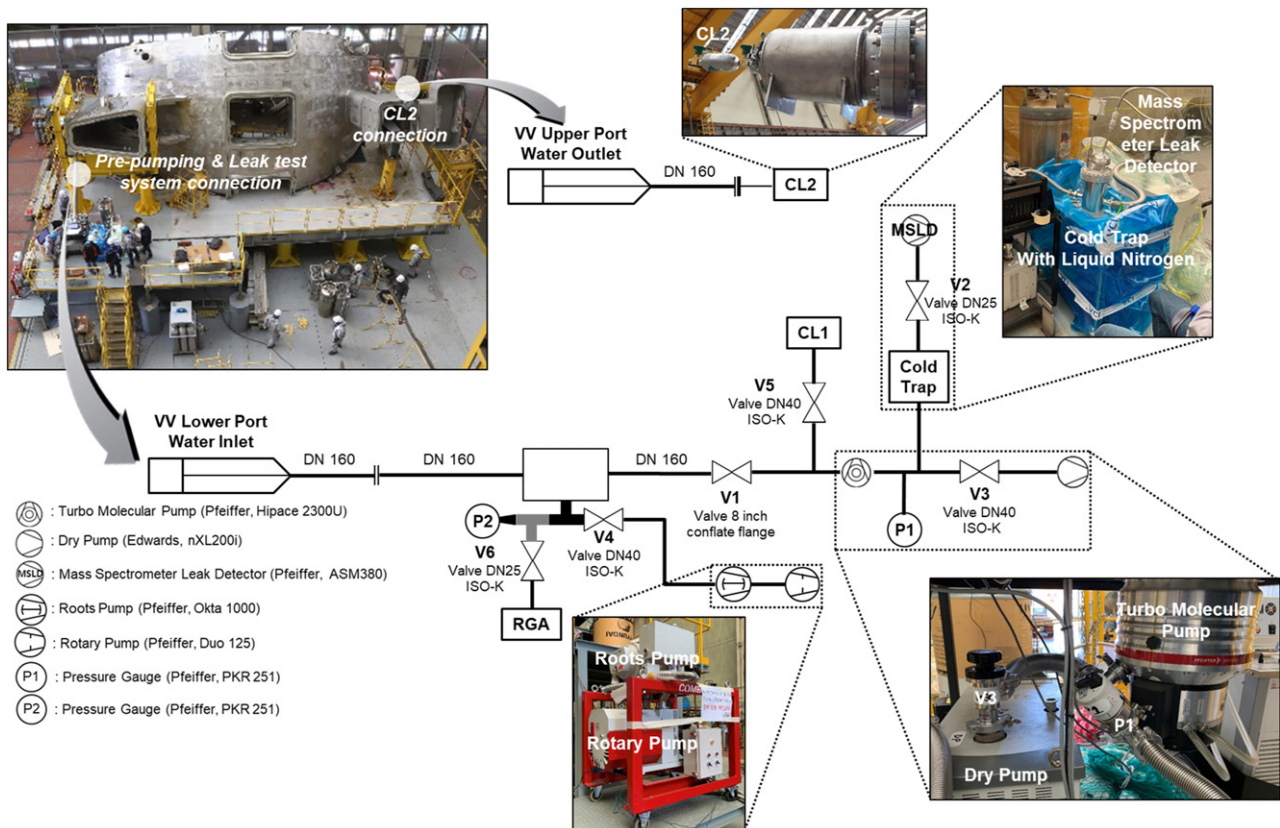 CL2
connection
Pre-pumping & Leak test
system connection
CL2
VV Upper Port
Water Outlet
DN 160
CL2
Mass
Spectrom
eter Leak
Detector
Cold Trap
With Liquid Nitrogen
MSLD
V2
Valve DN25
ISO-K
Cold
Trap
CL1
V5
Valve DN40
ISO-K
VV Lower Port
Water Inlet
DN 160
DN 160
DN 160
V1
Valve 8 inch
conflate flange
V3
Valve DN40
ISO-K
P1
P2
V4
Valve DN40
ISO-K
V6
Valve DN25
ISO-K
RGA
: Turbo Molecular Pump (Pfeiffer, Hipace 2300U)
: Dry Pump (Edwards, nXL200i)
MSLD : Mass Spectrometer Leak Detector (Pfeiffer, ASM380)
: Roots Pump (Pfeiffer, Okta 1000)
: Rotary Pump (Pfeiffer, Duo 125)
P1 : Pressure Gauge (Pfeiffer, PKR 251)
P2 : Pressure Gauge (Pfeiffer, PKR 251)
Roots Pump
Rotary Pump
Turbo Molecular
Pump
V3
P1
Dry Pump